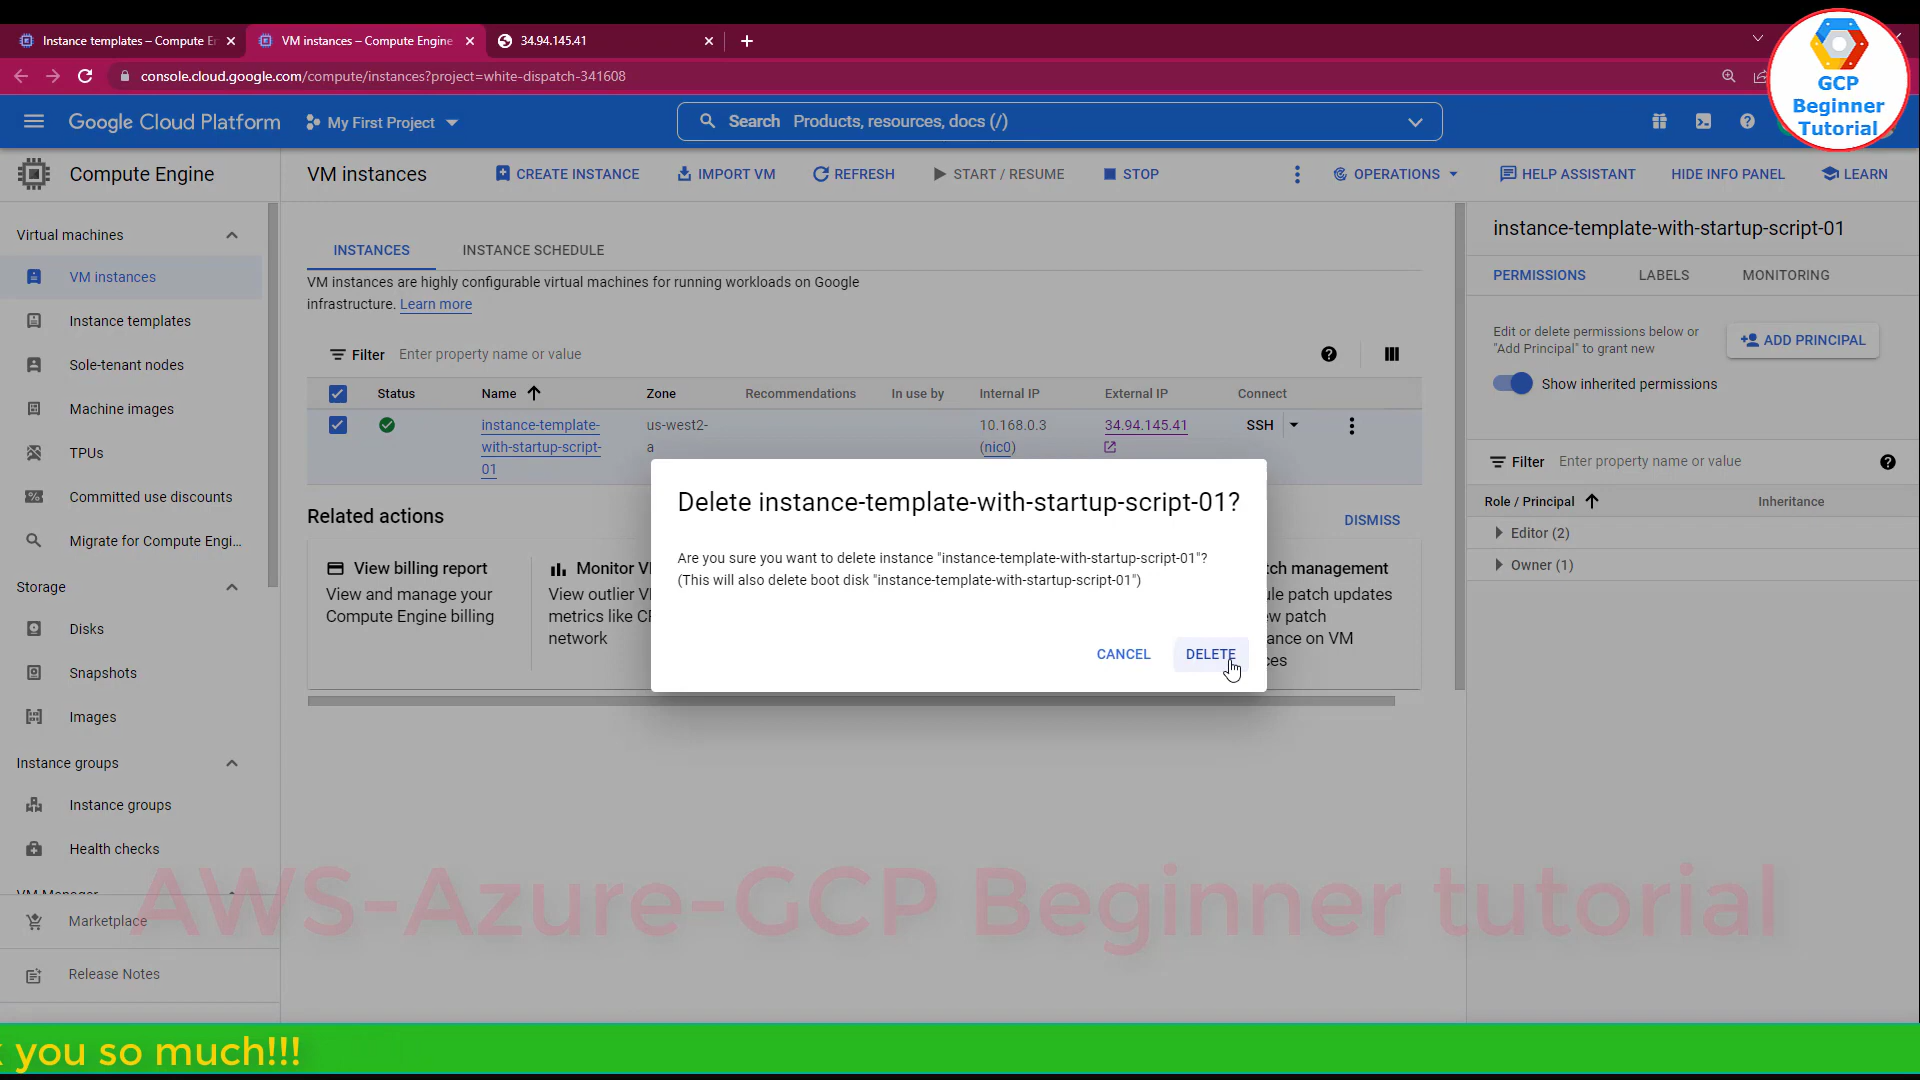 Instance templates – Compute En
VM instances – Compute Engine
34.94.145.41
console.cloud.google.com/compute/instances?project=white-dispatch-341608
GCP
Beginner
Tutorial
Google Cloud Platform
My First Project
Search Products, resources, docs (/)
Compute Engine
VM instances
CREATE INSTANCE
IMPORT VM
REFRESH
START / RESUME
STOP
OPERATIONS
HELP ASSISTANT
HIDE INFO PANEL
LEARN
Virtual machines
VM instances
Instance templates
Sole-tenant nodes
Machine images
TPUs
Committed use discounts
Migrate for Compute Engi...
Storage
Disks
Snapshots
Images
Instance groups
Instance groups
Health checks
VM Manager
Marketplace
Release Notes
INSTANCES
INSTANCE SCHEDULE
VM instances are highly configurable virtual machines for running workloads on Google
infrastructure. Learn more
Filter Enter property name or value
Status Name Zone Recommendations In use by Internal IP External IP Connect
instance-template- us-west2- 10.168.0.3 34.94.145.41 SSH
with-startup-script- a (nic0)
01
Related actions
DISMISS
View billing report
View and manage your
Compute Engine billing
Monitor V
View outlier V
metrics like C
network
tch management
ule patch updates
ew patch
iance on VM
ces
Delete instance-template-with-startup-script-01?
Are you sure you want to delete instance "instance-template-with-startup-script-01"?
(This will also delete boot disk "instance-template-with-startup-script-01")
CANCEL
DELETE
instance-template-with-startup-script-01
PERMISSIONS
LABELS
MONITORING
Edit or delete permissions below or
"Add Principal" to grant new
ADD PRINCIPAL
Show inherited permissions
Filter Enter property name or value
Role / Principal Inheritance
Editor (2)
Owner (1)
AWS-Azure-GCP Beginner tutorial
k you so much!!!